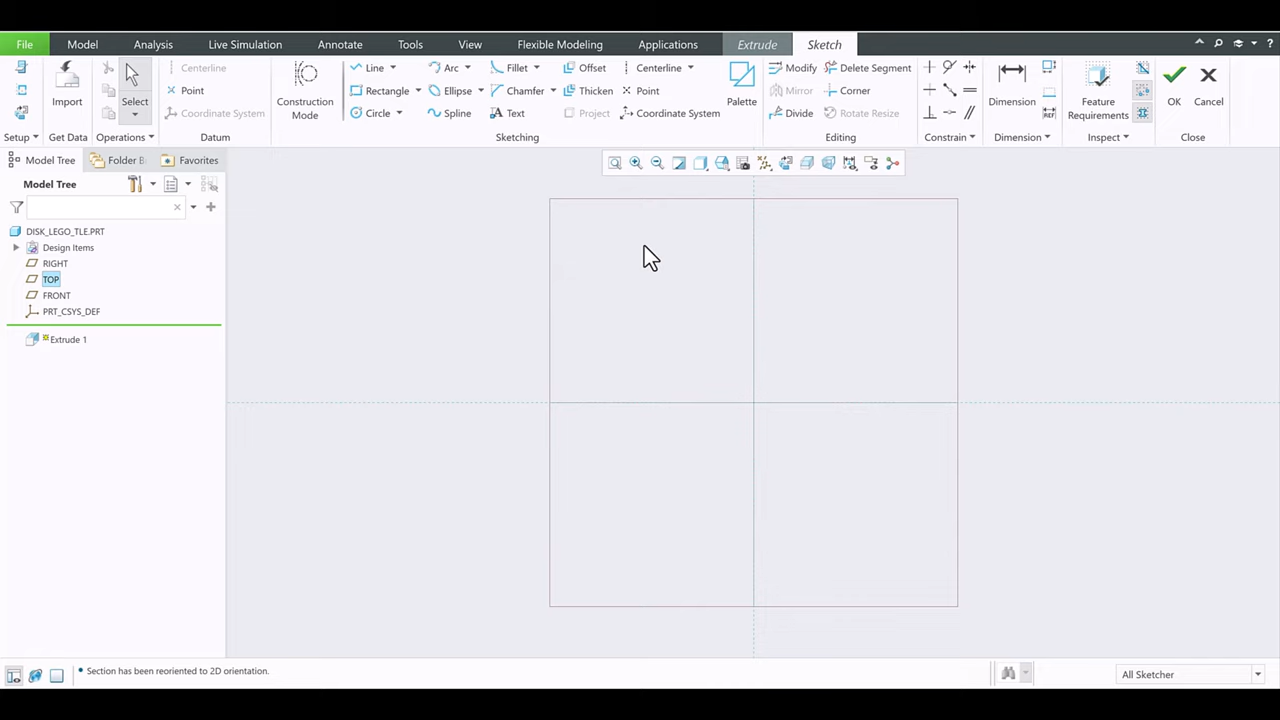 File Model Analysis Live Simulation Annotate Tools View Flexible Modeling Applications Extrude Sketch
Centerline Line Arc Fillet Offset Centerline Modify Delete Segment
Point Rectangle Ellipse Chamfer Thicken Point Mirror Corner
Import Select Construction Mode Palette Dimension Feature Requirements OK Cancel
Coordinate System Circle Spline Text Project Coordinate System Divide Rotate Resize
Setup Get Data Operations Datum Sketching Editing Constrain Dimension Inspect Close
Model Tree Folder B Favorites
Model Tree
DISK_LEGO_TLE.PRT
Design Items
RIGHT
TOP
FRONT
PRT_CSYS_DEF
Extrude 1
Section has been reoriented to 2D orientation.
All Sketcher